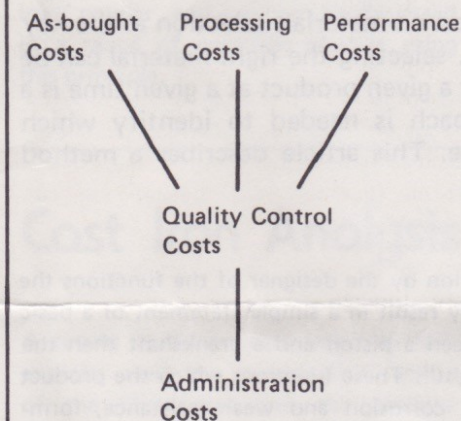 As-bought Processing Performance
Costs Costs Costs
Quality Control
Costs
Administration
Costs